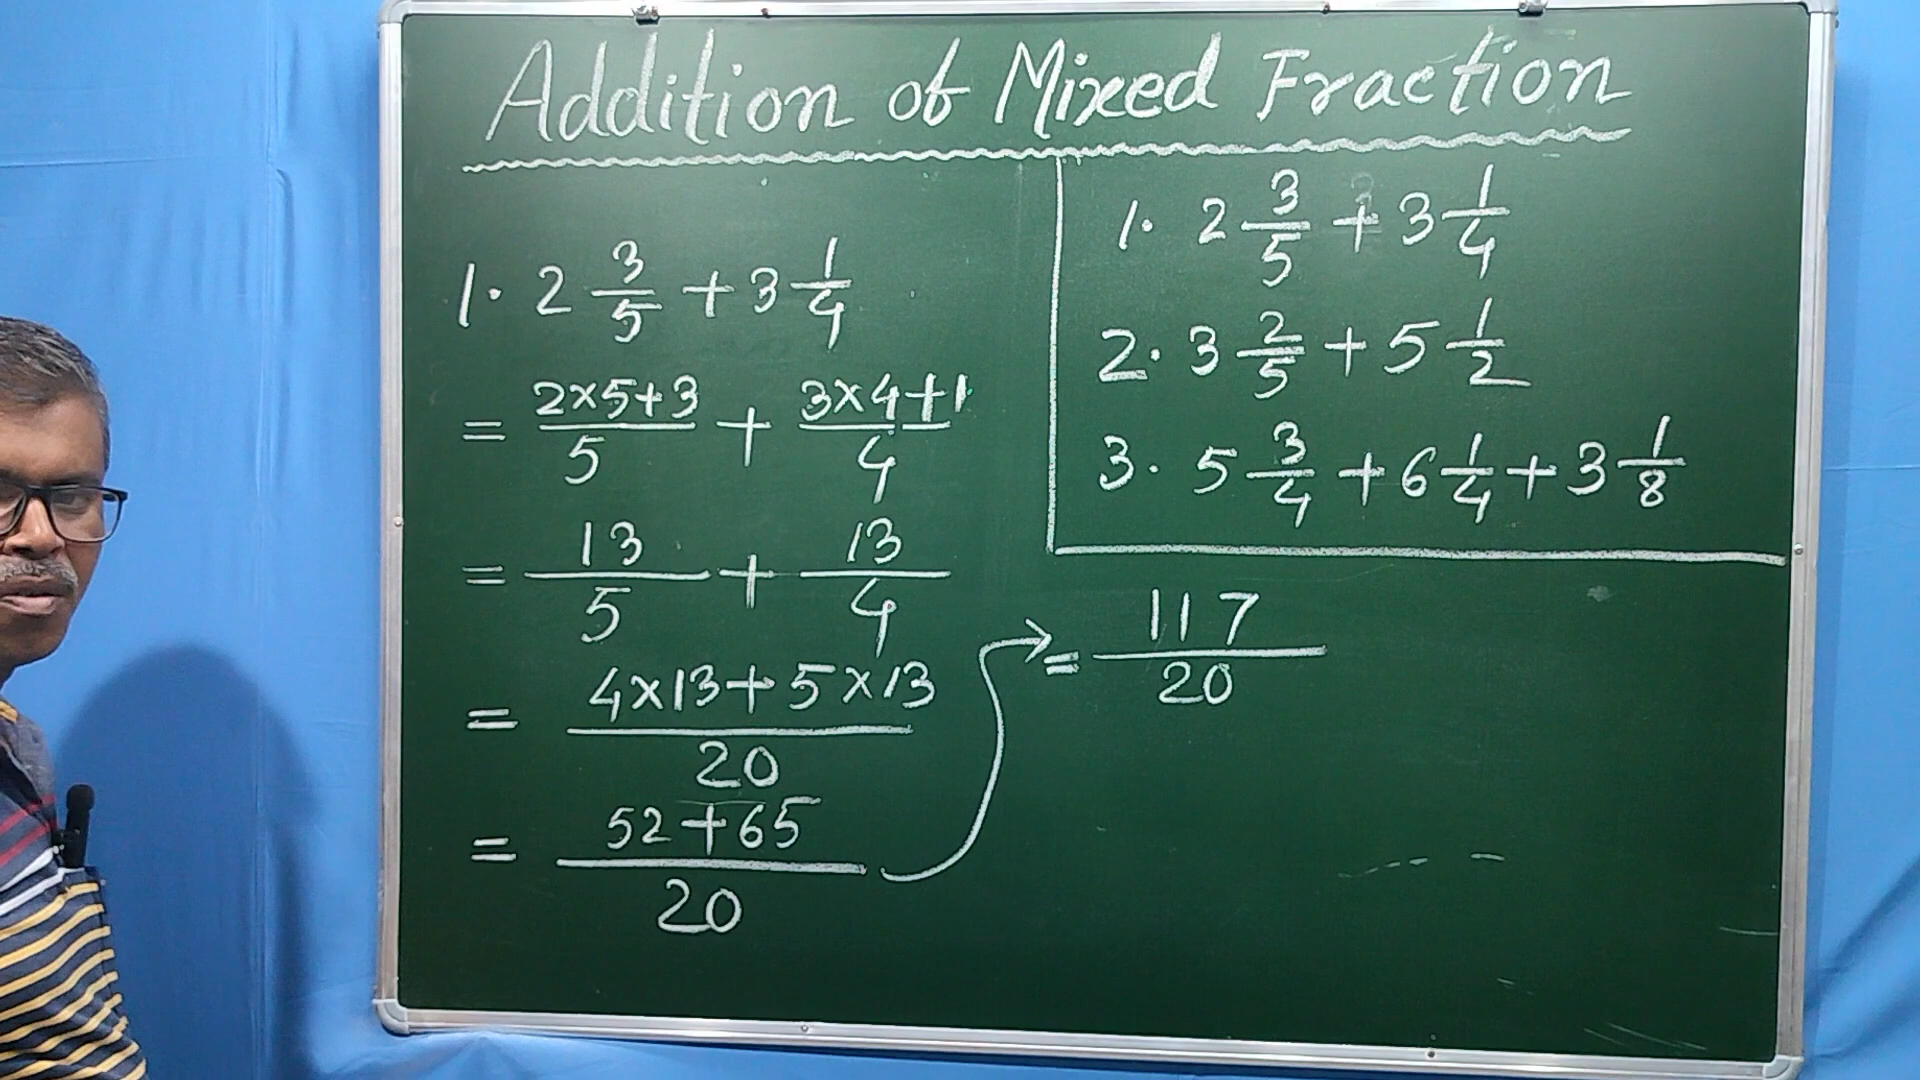 Addition of Mixed Fraction
1. 2 3/5 + 3 1/4
= 2×5+3/5 + 3×4+1/4
= 13/5 + 13/4
= 4×13+5×13/20
= 52+65/20
1. 2 3/5 + 3 1/4
2. 3 2/5 + 5 1/2
3. 5 3/4 + 6 1/4 + 3 1/8
= 117/20